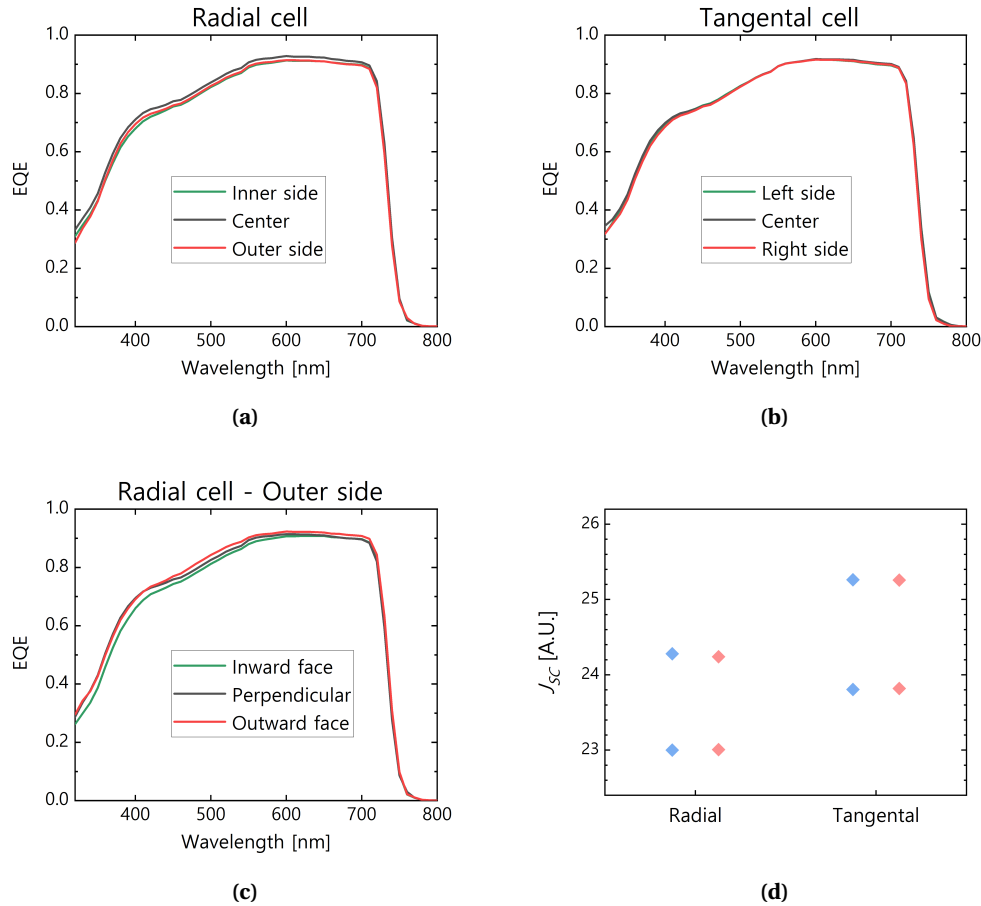 Radial cell
1.0
0.8
0.6
0.4
0.2
0.0
EQE
Inner side
Center
Outer side
400 500 600 700 800
Wavelength [nm]
(a)
Tangental cell
1.0
0.8
0.6
0.4
0.2
0.0
EQE
Left side
Center
Right side
400 500 600 700 800
Wavelength [nm]
(b)
Radial cell - Outer side
1.0
0.8
0.6
0.4
0.2
0.0
EQE
Inward face
Perpendicular
Outward face
400 500 600 700 800
Wavelength [nm]
(c)
26
25
24
23
JSC [A.U.]
Radial Tangental
(d)